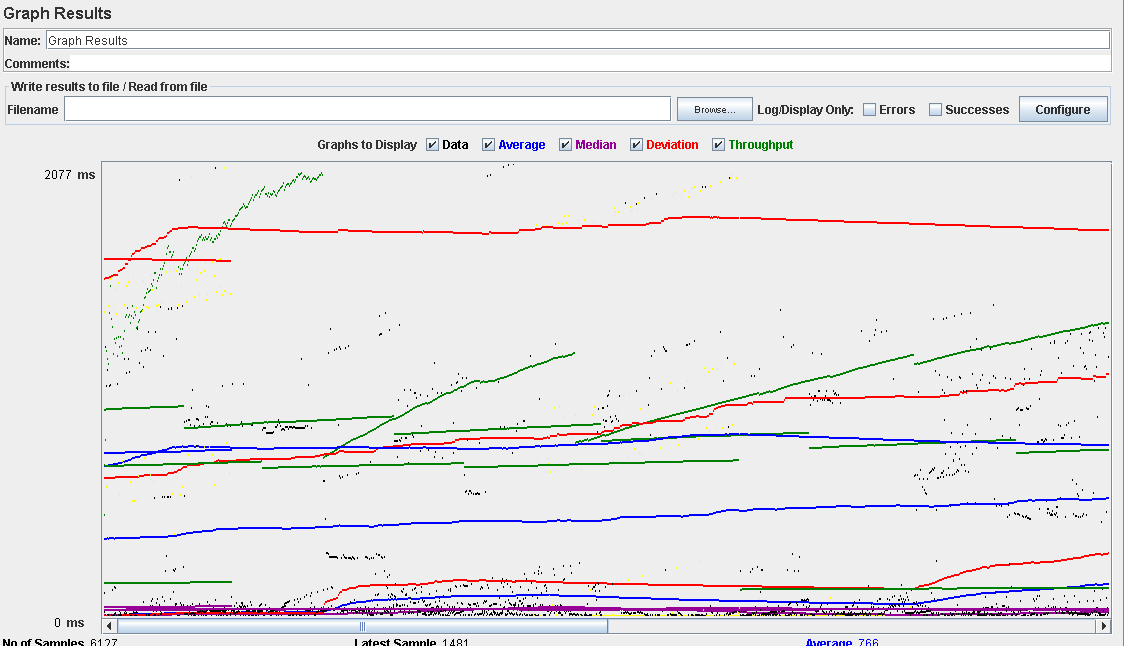 Graph Results
Name: Graph Results
Comments:
Write results to file / Read from file
Filename Browse... Log/Display Only: Errors Successes Configure
Graphs to Display Data Average Median Deviation Throughput
2077 ms
0 ms
No of Samples 6127 Latest Sample 1481 Average 766